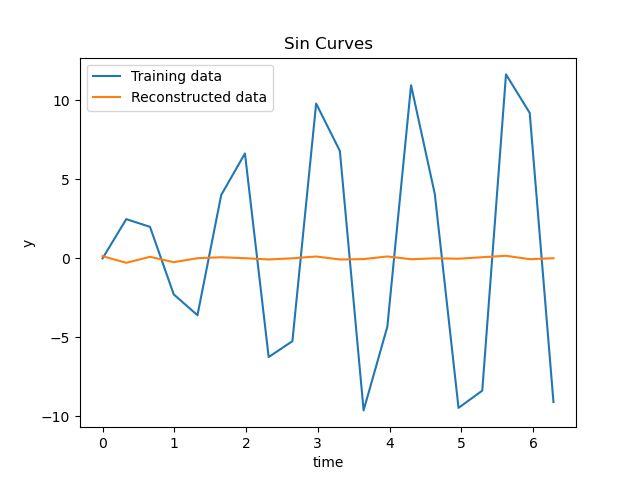 Sin Curves
Training data
Reconstructed data
10
5
0
−5
−10
y
0 1 2 3 4 5 6
time